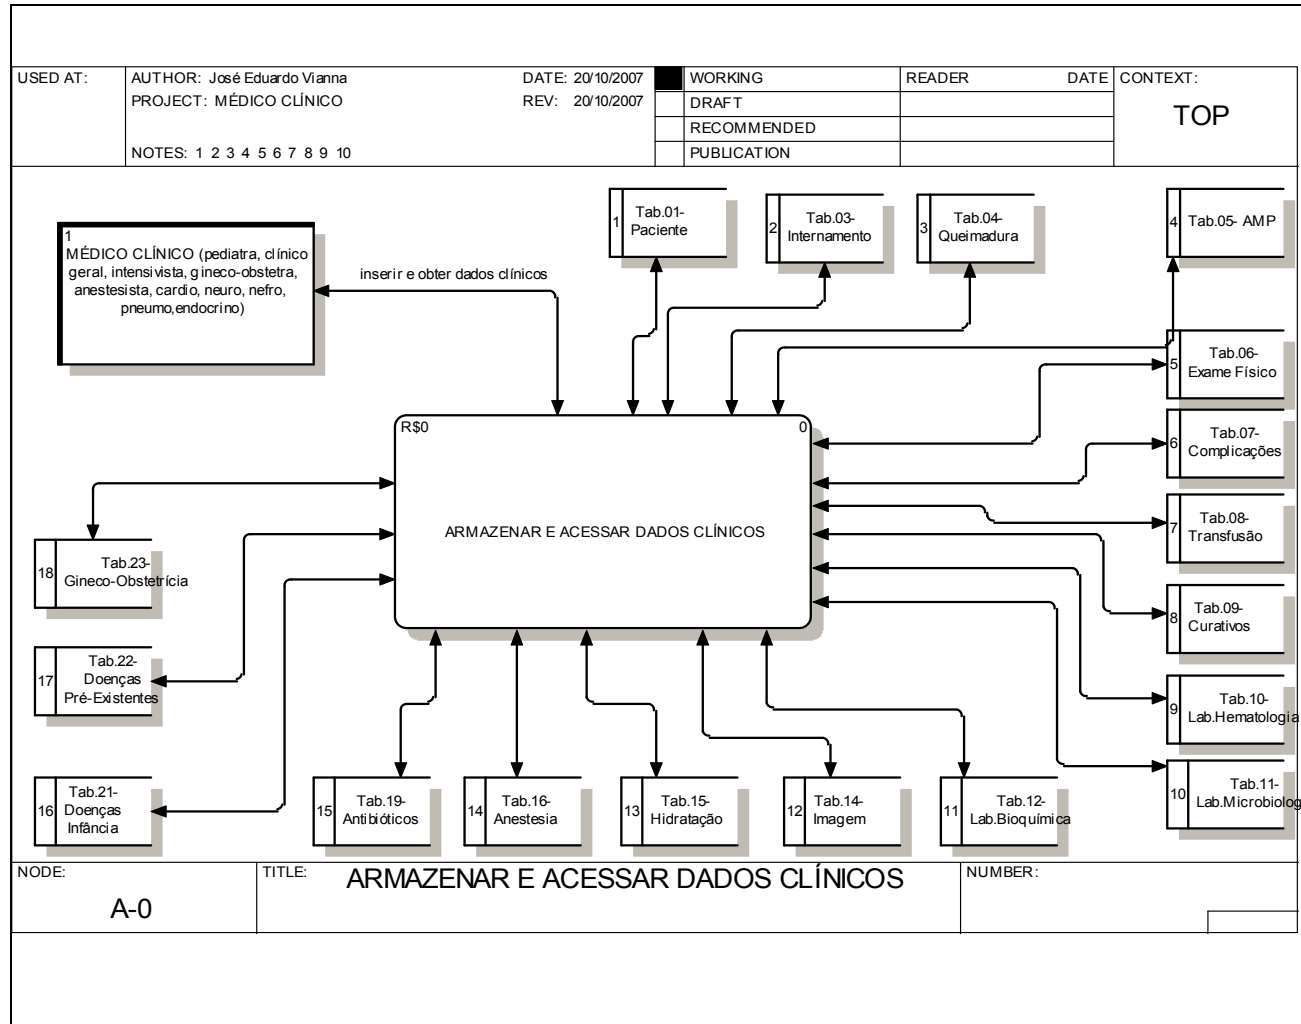 USED AT:
AUTHOR: José Eduardo Vianna
DATE: 20/10/2007
PROJECT: MÉDICO CLÍNICO
REV: 20/10/2007
NOTES: 1 2 3 4 5 6 7 8 9 10
WORKING
DRAFT
RECOMMENDED
PUBLICATION
READER DATE
CONTEXT:
TOP
1
MÉDICO CLÍNICO (pediatra, clínico
geral, intensivista, gineco-obstetra,
anestesista, cardio, neuro, nefro,
pneumo,endocrino)
inserir e obter dados clínicos
1
Tab.01-
Paciente
2
Tab.03-
Internamento
3
Tab.04-
Queimadura
4
Tab.05- AMP
5
Tab.06-
Exame Físico
6
Tab.07-
Complicações
7
Tab.08-
Transfusão
8
Tab.09-
Curativos
9
Tab.10-
Lab.Hematologia
10
Tab.11-
Lab.Microbiolog
R$0
0
ARMAZENAR E ACESSAR DADOS CLÍNICOS
18
Tab.23-
Gineco-Obstetrícia
17
Tab.22-
Doenças
Pré-Existentes
16
Tab.21-
Doenças
Infância
15
Tab.19-
Antibióticos
14
Tab.16-
Anestesia
13
Tab.15-
Hidratação
12
Tab.14-
Imagem
11
Tab.12-
Lab.Bioquímica
NODE:
A-0
TITLE:
ARMAZENAR E ACESSAR DADOS CLÍNICOS
NUMBER: